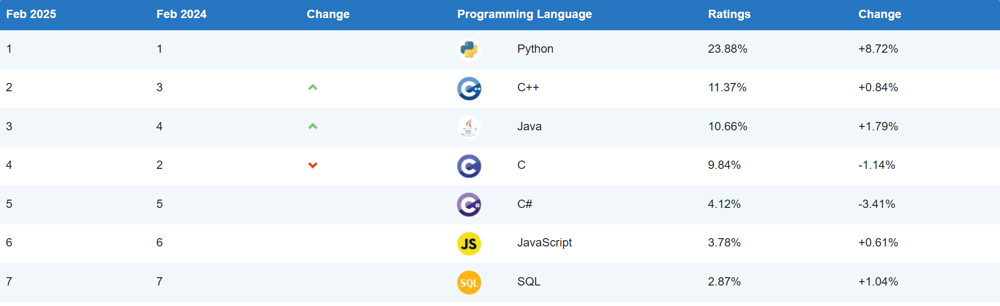 Feb 2025 Feb 2024 Change Programming Language Ratings Change
1 1 Python 23.88% +8.72%
2 3 C++ 11.37% +0.84%
3 4 Java 10.66% +1.79%
4 2 C 9.84% -1.14%
5 5 C# 4.12% -3.41%
6 6 JS JavaScript 3.78% +0.61%
7 7 SQL SQL 2.87% +1.04%